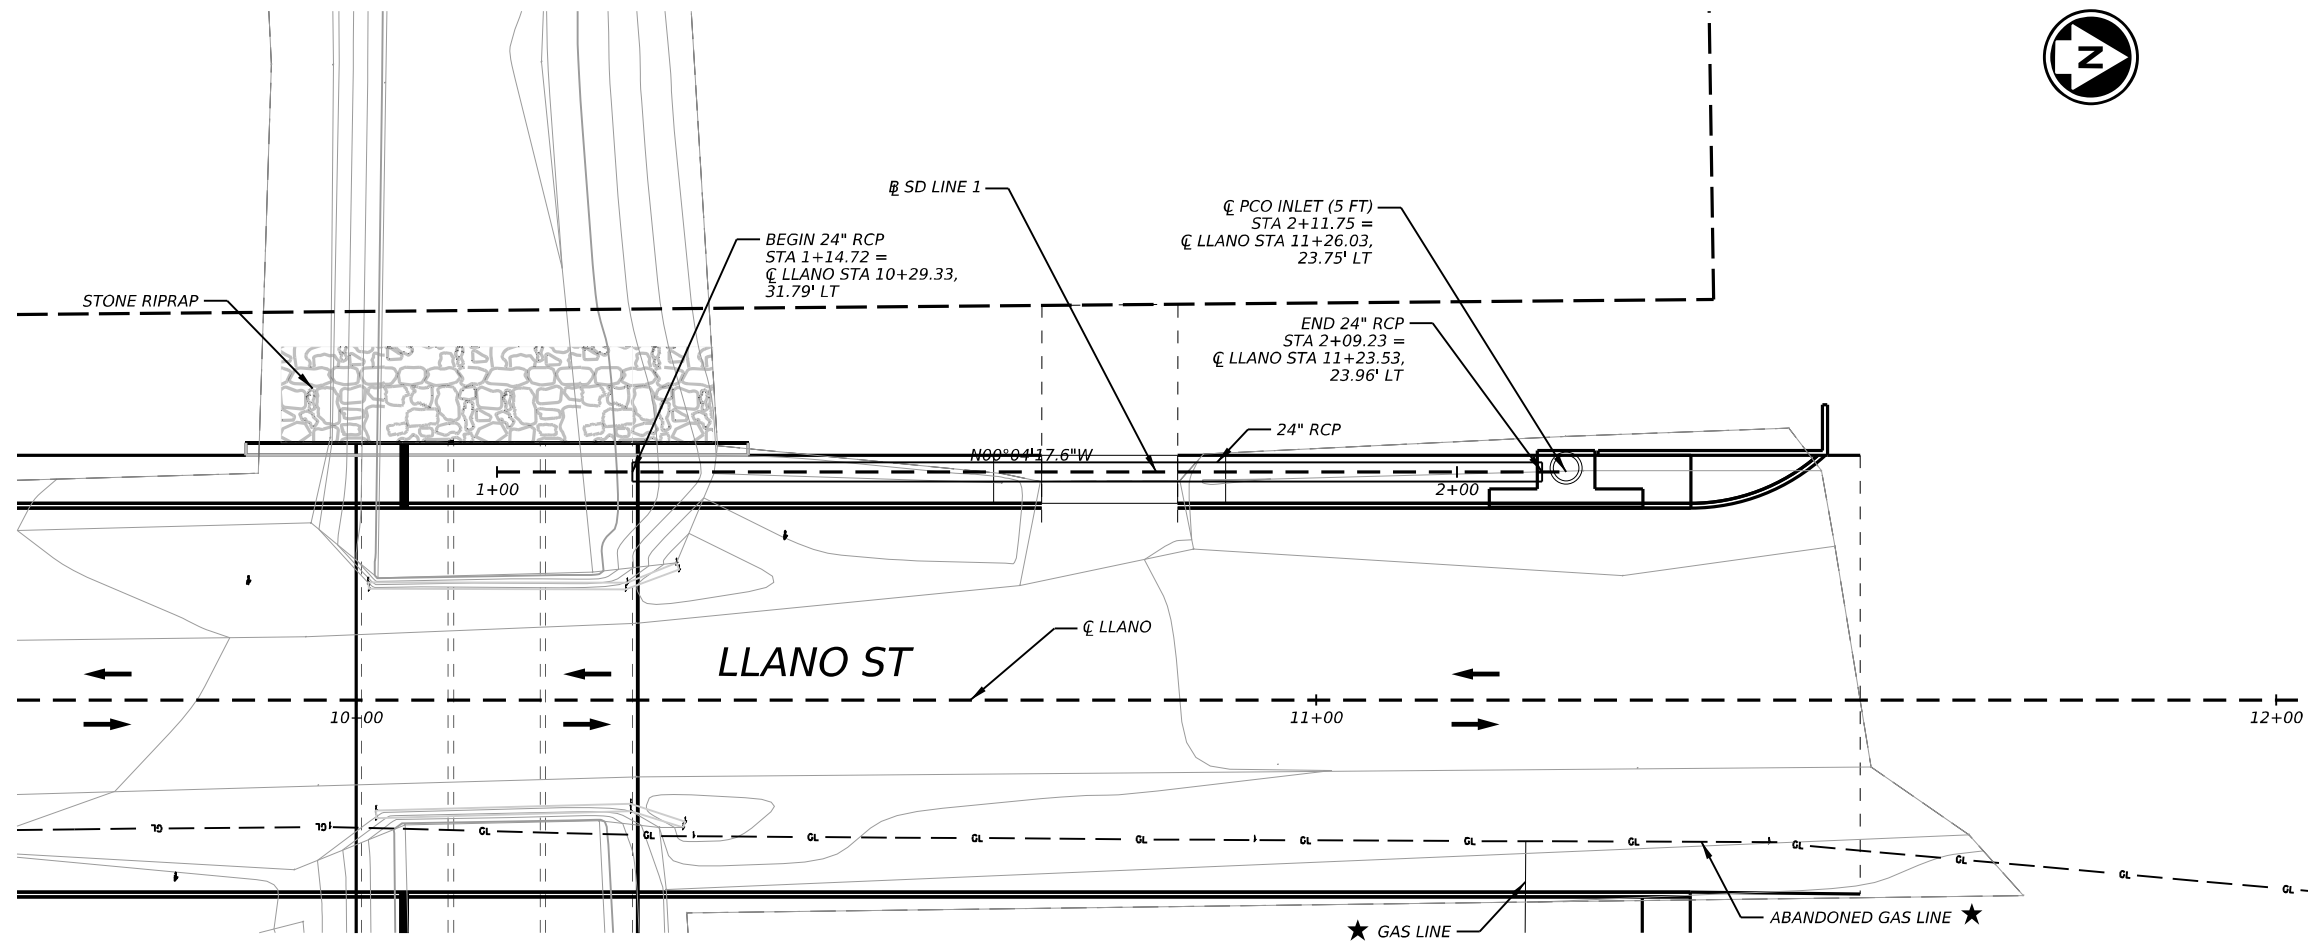 N
℄ SD LINE 1
℄ PCO INLET (5 FT)
STA 2+11.75 =
℄ LLANO STA 11+26.03,
23.75' LT
BEGIN 24" RCP
STA 1+14.72 =
℄ LLANO STA 10+29.33,
31.79' LT
STONE RIPRAP
END 24" RCP
STA 2+09.23 =
℄ LLANO STA 11+23.53,
23.96' LT
24" RCP
N00°04'17.6"W
1+00
2+00
℄ LLANO
LLANO ST
10+00
11+00
12+00
GL GL GL GL GL GL GL GL GL GL GL GL GL GL
ABANDONED GAS LINE ★
★ GAS LINE